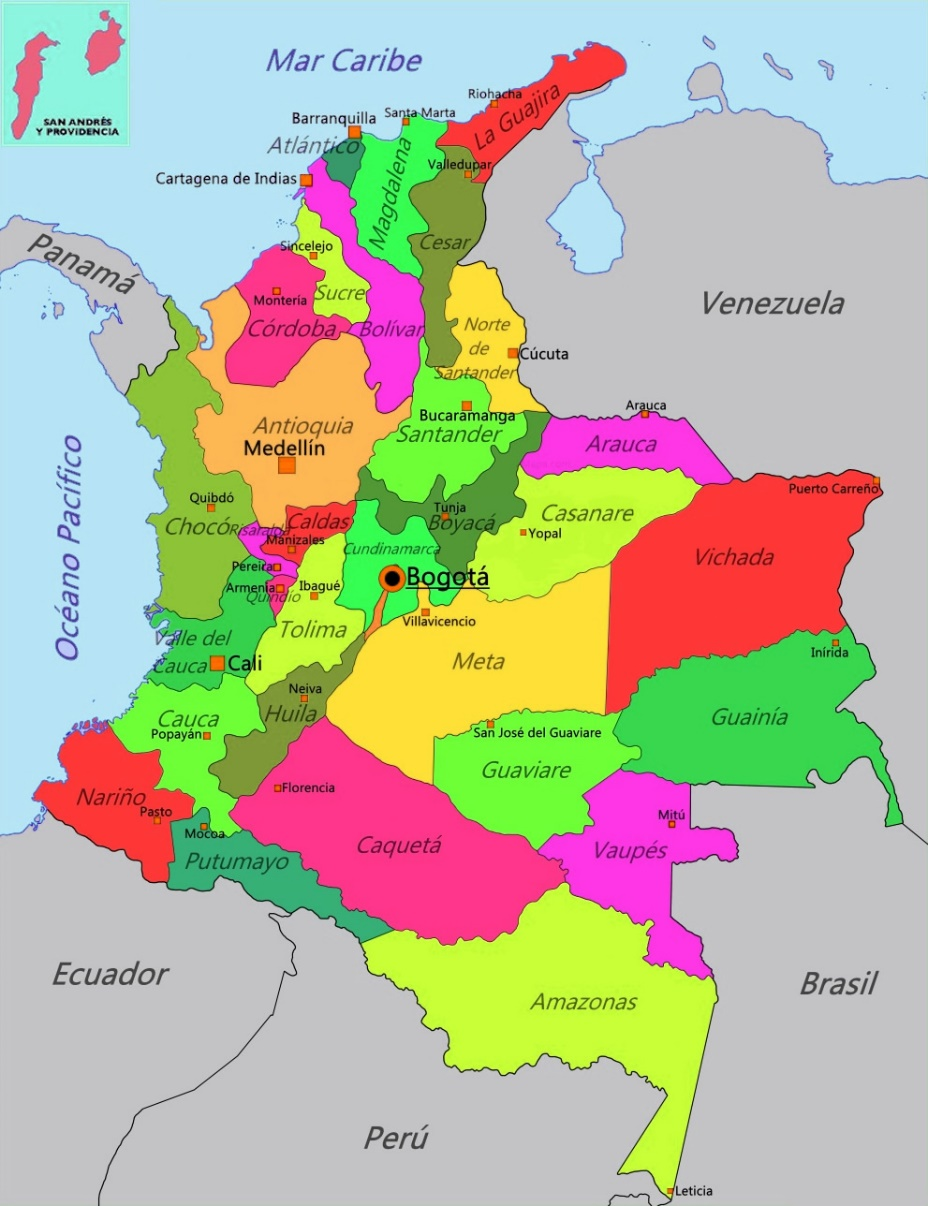 SAN ANDRÉS
Y PROVIDENCIA
Mar Caribe
Riohacha
La Guajira
Barranquilla
Santa Marta
Atlántico
Magdalena
Valledupar
Cartagena de Indias
Cesar
Panamá
Sincelejo
Sucre
Montería
Córdoba
Bolívar
Venezuela
Norte
de
Santander
Cúcuta
Antioquia
Medellín
Bucaramanga
Santander
Arauca
Arauca
Océano Pacífico
Quibdó
Chocó
Risaralda
Caldas
Manizales
Tunja
Boyacá
Casanare
Yopal
Puerto Carreño
Vichada
Cundinamarca
Pereira
Armenia
Quindío
Ibagué
Bogotá
Villavicencio
Tolima
Valle del
Cauca
Cali
Meta
Inírida
Neiva
Huila
Cauca
Popayán
San José del Guaviare
Guainía
Guaviare
Florencia
Nariño
Pasto
Mocoa
Putumayo
Caquetá
Mitú
Vaupés
Ecuador
Brasil
Amazonas
Perú
Leticia